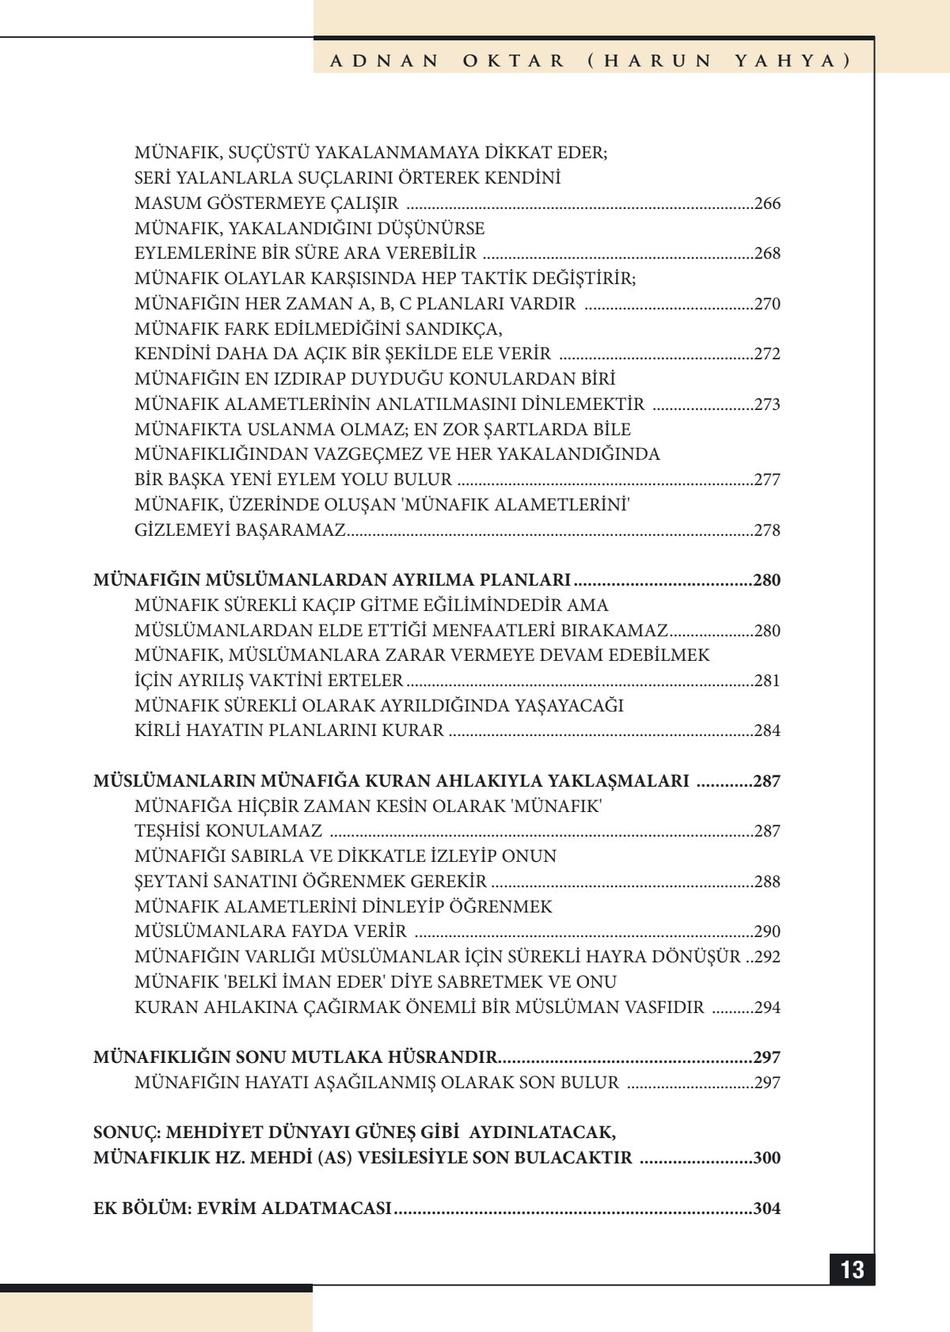 ADNAN OKTAR (HARUN YAHYA)
MÜNAFIK, SUÇÜSTÜ YAKALANMAMAYA DİKKAT EDER;
SERİ YALANLARLA SUÇLARINI ÖRTEREK KENDİNİ
MASUM GÖSTERMEYE ÇALIŞIR ..................................................................................266
MÜNAFIK, YAKALANDIĞINI DÜŞÜNÜRSE
EYLEMLERİNE BİR SÜRE ARA VEREBİLİR ................................................................268
MÜNAFIK OLAYLAR KARŞISINDA HEP TAKTİK DEĞİŞTİRİR;
MÜNAFIĞIN HER ZAMAN A, B, C PLANLARI VARDIR ........................................270
MÜNAFIK FARK EDİLMEDİĞİNİ SANDIKÇA,
KENDİNİ DAHA DA AÇIK BİR ŞEKİLDE ELE VERİR ..............................................272
MÜNAFIĞIN EN IZDIRAP DUYDUĞU KONULARDAN BİRİ
MÜNAFIK ALAMETLERİNİN ANLATILMASINI DİNLEMEKTİR ........................273
MÜNAFIKTA USLANMA OLMAZ; EN ZOR ŞARTLARDA BİLE
MÜNAFIKLIĞINDAN VAZGEÇMEZ VE HER YAKALANDIĞINDA
BİR BAŞKA YENİ EYLEM YOLU BULUR ......................................................................277
MÜNAFIK, ÜZERİNDE OLUŞAN 'MÜNAFIK ALAMETLERİNİ'
GİZLEMEYİ BAŞARAMAZ................................................................................................278
MÜNAFIĞIN MÜSLÜMANLARDAN AYRILMA PLANLARI......................................280
MÜNAFIK SÜREKLİ KAÇIP GİTME EĞİLİMİNDEDİR AMA
MÜSLÜMANLARDAN ELDE ETTİĞİ MENFAATLERİ BIRAKAMAZ....................280
MÜNAFIK, MÜSLÜMANLARA ZARAR VERMEYE DEVAM EDEBİLMEK
İÇİN AYRILIŞ VAKTİNİ ERTELER..................................................................................281
MÜNAFIK SÜREKLİ OLARAK AYRILDIĞINDA YAŞAYACAĞI
KİRLİ HAYATIN PLANLARINI KURAR ........................................................................284
MÜSLÜMANLARIN MÜNAFIĞA KURAN AHLAKIYLA YAKLAŞMALARI ............287
MÜNAFIĞA HİÇBİR ZAMAN KESİN OLARAK 'MÜNAFIK'
TEŞHİSİ KONULAMAZ ....................................................................................................287
MÜNAFIĞI SABIRLA VE DİKKATLE İZLEYİP ONUN
ŞEYTANİ SANATINI ÖĞRENMEK GEREKİR ..............................................................288
MÜNAFIK ALAMETLERİNİ DİNLEYİP ÖĞRENMEK
MÜSLÜMANLARA FAYDA VERİR ................................................................................290
MÜNAFIĞIN VARLIĞI MÜSLÜMANLAR İÇİN SÜREKLİ HAYRA DÖNÜŞÜR ..292
MÜNAFIK 'BELKİ İMAN EDER' DİYE SABRETMEK VE ONU
KURAN AHLAKINA ÇAĞIRMAK ÖNEMLİ BİR MÜSLÜMAN VASFIDIR ..........294
MÜNAFIKLIĞIN SONU MUTLAKA HÜSRANDIR......................................................297
MÜNAFIĞIN HAYATI AŞAĞILANMIŞ OLARAK SON BULUR ..............................297
SONUÇ: MEHDİYET DÜNYAYI GÜNEŞ GİBİ AYDINLATACAK,
MÜNAFIKLIK HZ. MEHDİ (AS) VESİLESİYLE SON BULACAKTIR ........................300
EK BÖLÜM: EVRİM ALDATMACASI............................................................................304
13